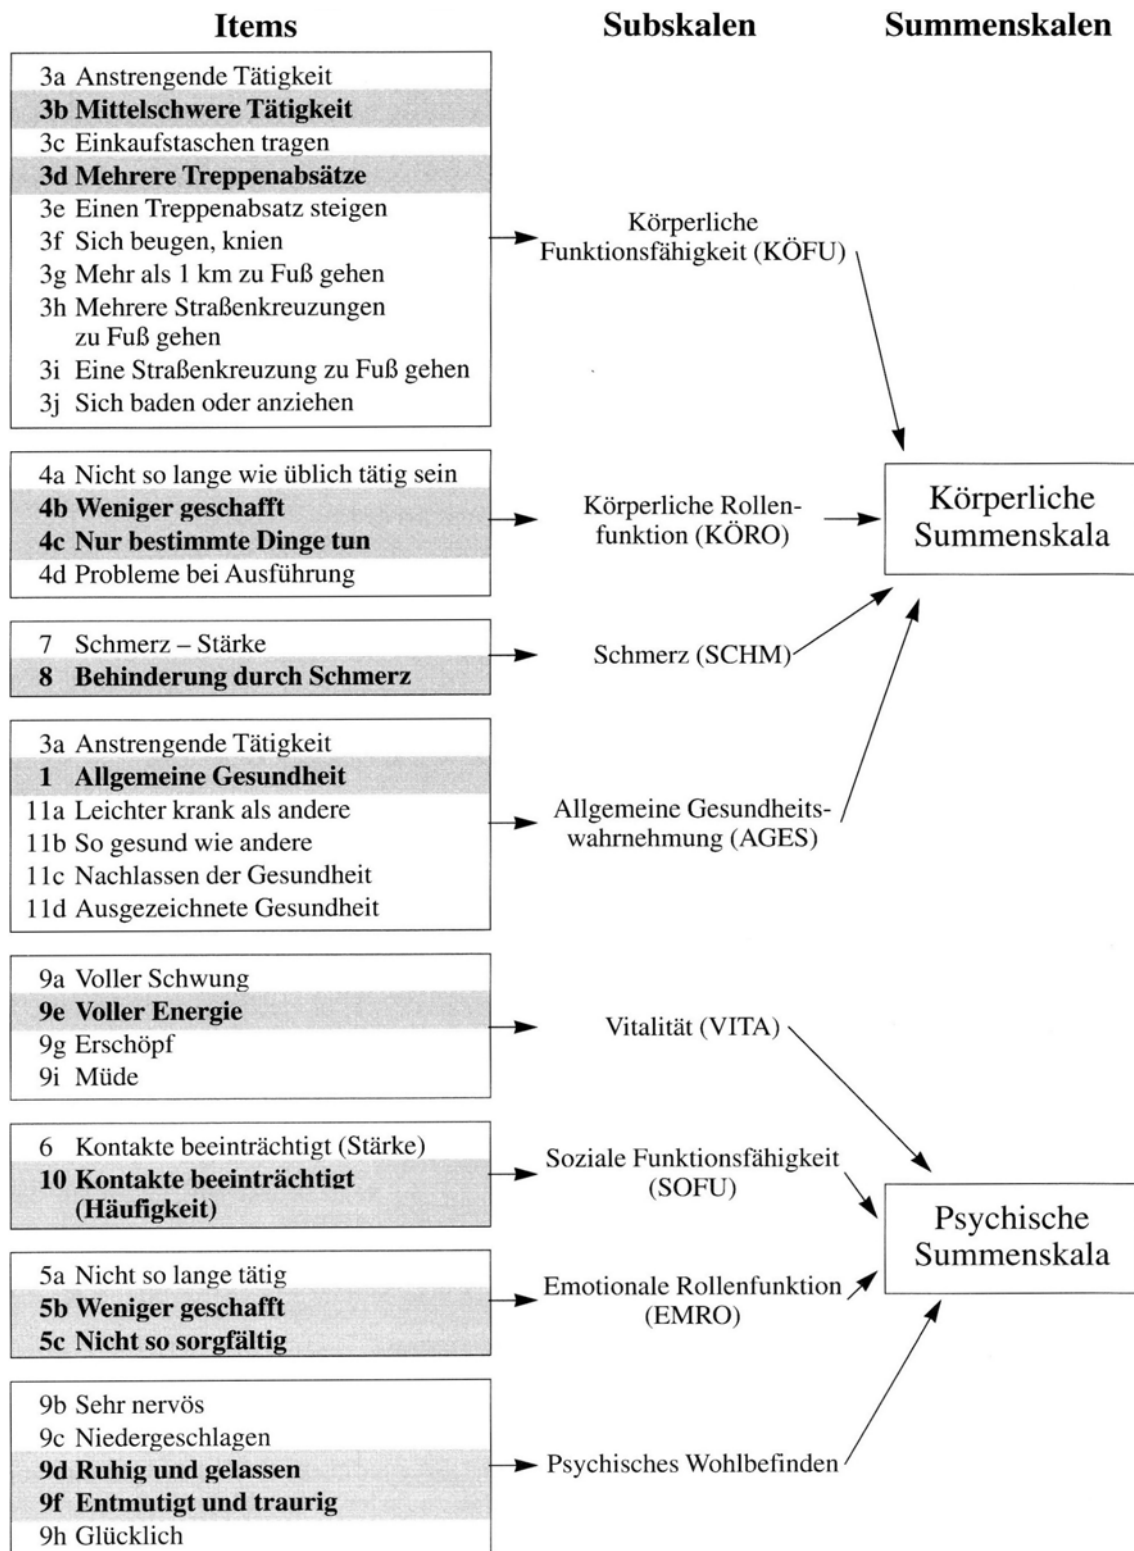 Items
Subskalen
Summenskalen
3a Anstrengende Tätigkeit
3b Mittelschwere Tätigkeit
3c Einkaufstaschen tragen
3d Mehrere Treppenabsätze
3e Einen Treppenabsatz steigen
3f Sich beugen, knien
3g Mehr als 1 km zu Fuß gehen
3h Mehrere Straßenkreuzungen
zu Fuß gehen
3i Eine Straßenkreuzung zu Fuß gehen
3j Sich baden oder anziehen
Körperliche
Funktionsfähigkeit (KÖFU)
4a Nicht so lange wie üblich tätig sein
4b Weniger geschafft
4c Nur bestimmte Dinge tun
4d Probleme bei Ausführung
Körperliche Rollen-
funktion (KÖRO)
Körperliche
Summenskala
7 Schmerz – Stärke
8 Behinderung durch Schmerz
Schmerz (SCHM)
3a Anstrengende Tätigkeit
1 Allgemeine Gesundheit
11a Leichter krank als andere
11b So gesund wie andere
11c Nachlassen der Gesundheit
11d Ausgezeichnete Gesundheit
Allgemeine Gesundheits-
wahrnehmung (AGES)
9a Voller Schwung
9e Voller Energie
9g Erschöpf
9i Müde
Vitalität (VITA)
6 Kontakte beeinträchtigt (Stärke)
10 Kontakte beeinträchtigt
(Häufigkeit)
Soziale Funktionsfähigkeit
(SOFU)
Psychische
Summenskala
5a Nicht so lange tätig
5b Weniger geschafft
5c Nicht so sorgfältig
Emotionale Rollenfunktion
(EMRO)
9b Sehr nervös
9c Niedergeschlagen
9d Ruhig und gelassen
9f Entmutigt und traurig
9h Glücklich
Psychisches Wohlbefinden